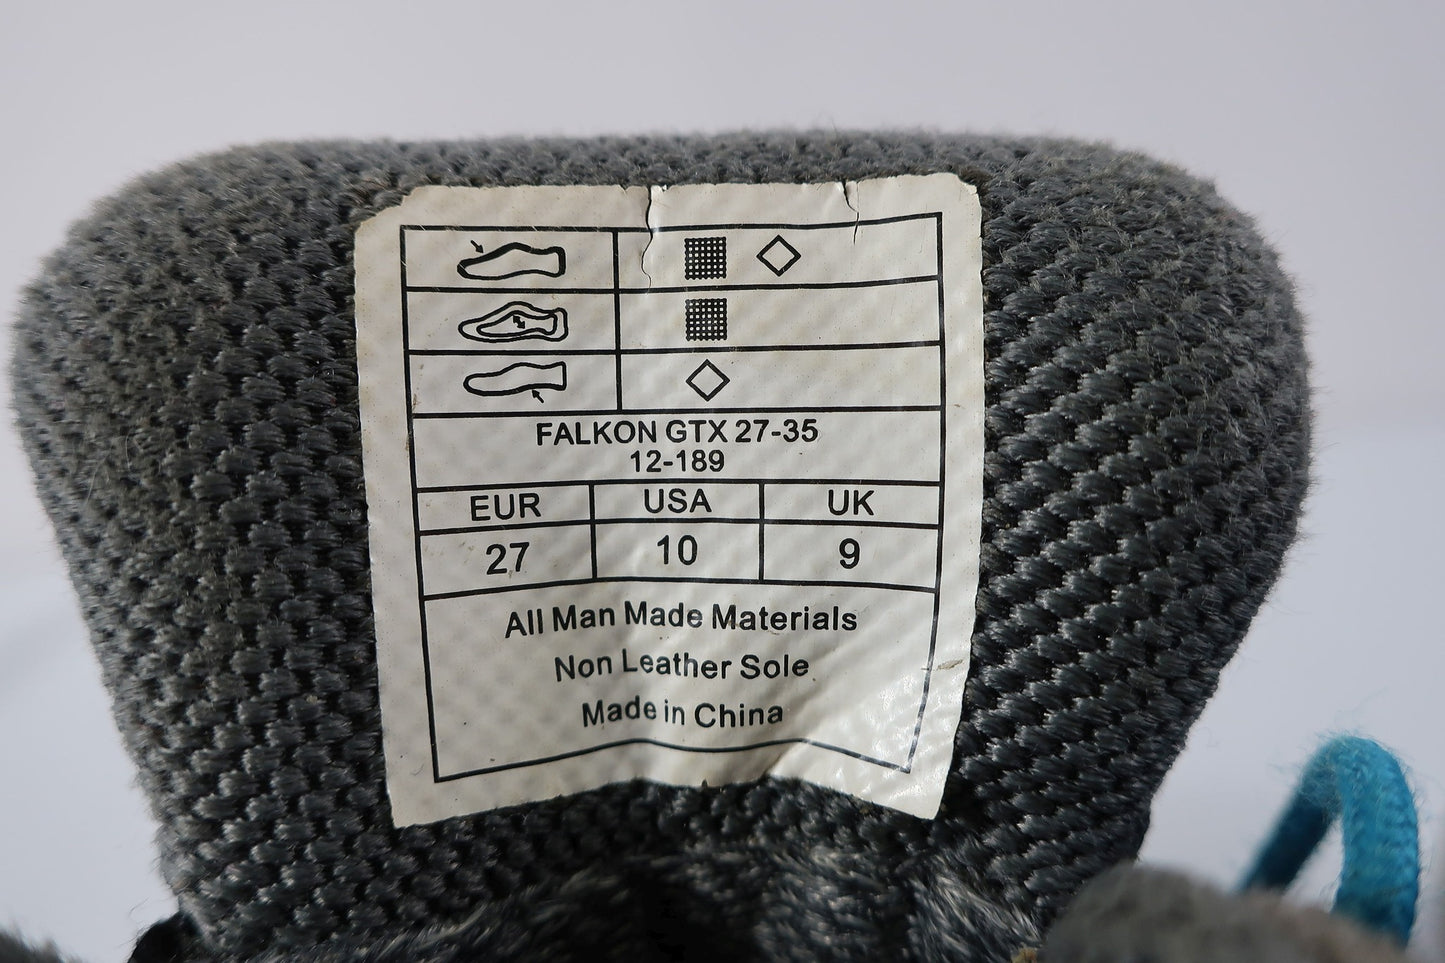 FALKON GTX 27-35
12-189
EUR USA UK
27 10 9
All Man Made Materials
Non Leather Sole
Made in China